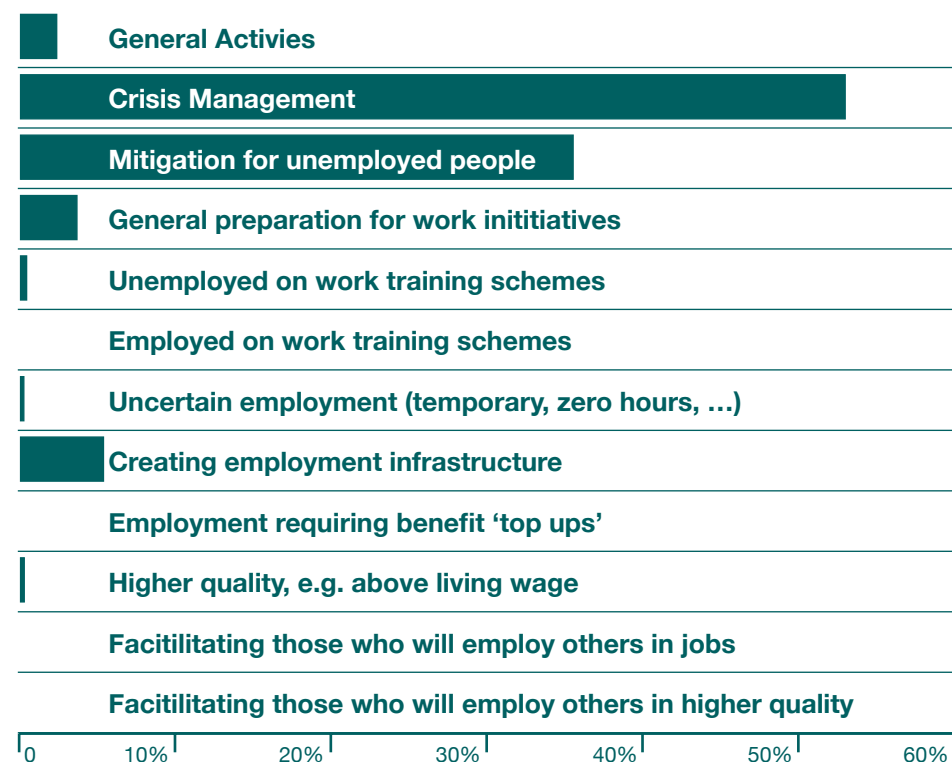 General Activies
Crisis Management
Mitigation for unemployed people
General preparation for work inititiatives
Unemployed on work training schemes
Employed on work training schemes
Uncertain employment (temporary, zero hours, …)
Creating employment infrastructure
Employment requiring benefit ‘top ups’
Higher quality, e.g. above living wage
Facitilitating those who will employ others in jobs
Facitilitating those who will employ others in higher quality
0 10% 20% 30% 40% 50% 60%